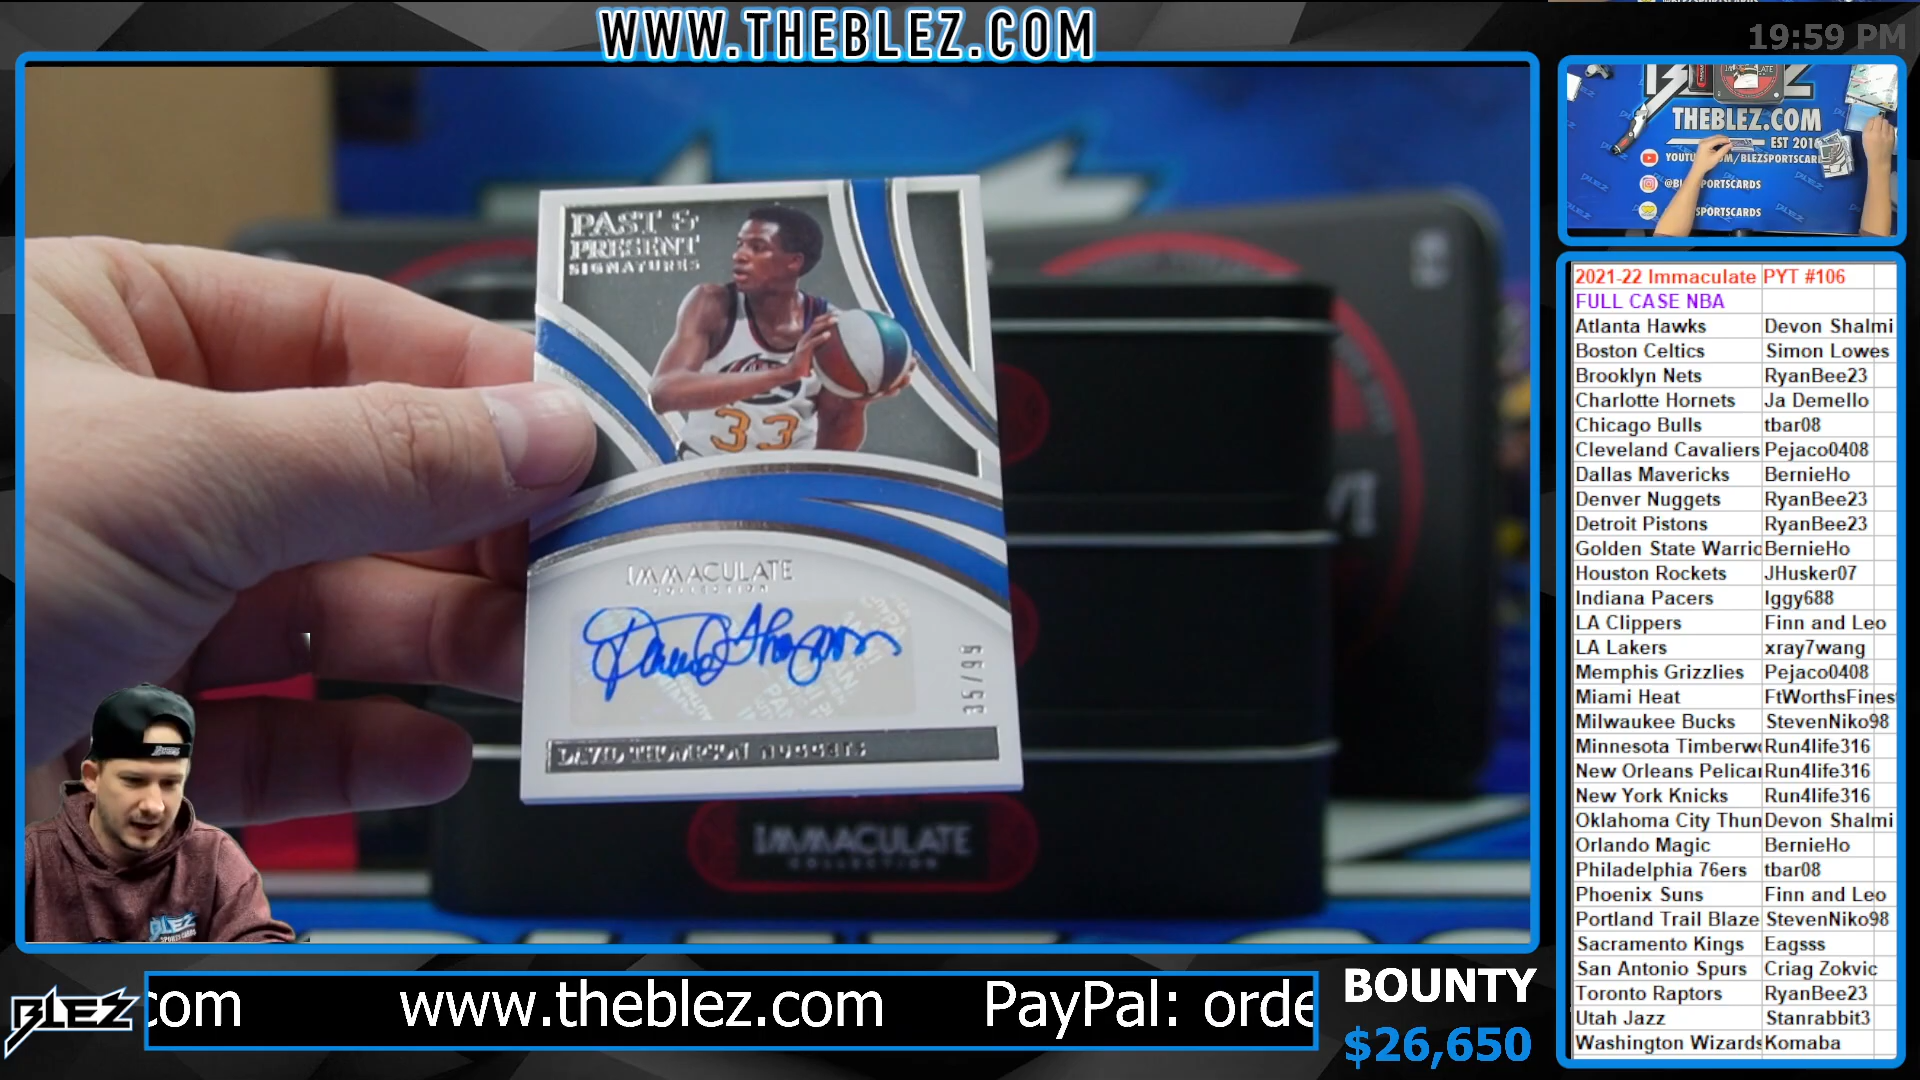 WWW.THEBLEZ.COM
19:59 PM
PAST &
PRESENT
SIGNATURES
33
IMMACULATE
COLLECTION
35/99
DAVID THOMPSON NUGGETS
IMMACULATE
COLLECTION
THEBLEZ.COM
EST 2016
2021-22 Immaculate PYT #106
FULL CASE NBA
Atlanta Hawks Devon Shalmi
Boston Celtics Simon Lowes
Brooklyn Nets RyanBee23
Charlotte Hornets Ja Demello
Chicago Bulls tbar08
Cleveland Cavaliers Pejaco0408
Dallas Mavericks BernieHo
Denver Nuggets RyanBee23
Detroit Pistons RyanBee23
Golden State Warric BernieHo
Houston Rockets JHusker07
Indiana Pacers Iggy688
LA Clippers Finn and Leo
LA Lakers xray7wang
Memphis Grizzlies Pejaco0408
Miami Heat FtWorthsFines
Milwaukee Bucks StevenNiko98
Minnesota Timberw Run4life316
New Orleans Pelica Run4life316
New York Knicks Run4life316
Oklahoma City Thun Devon Shalmi
Orlando Magic BernieHo
Philadelphia 76ers tbar08
Phoenix Suns Finn and Leo
Portland Trail Blaze StevenNiko98
Sacramento Kings Eagsss
San Antonio Spurs Criag Zokvic
Toronto Raptors RyanBee23
Utah Jazz Stanrabbit3
Washington Wizards Komaba
BLEZ
com www.theblez.com PayPal: orde
BOUNTY
$26,650